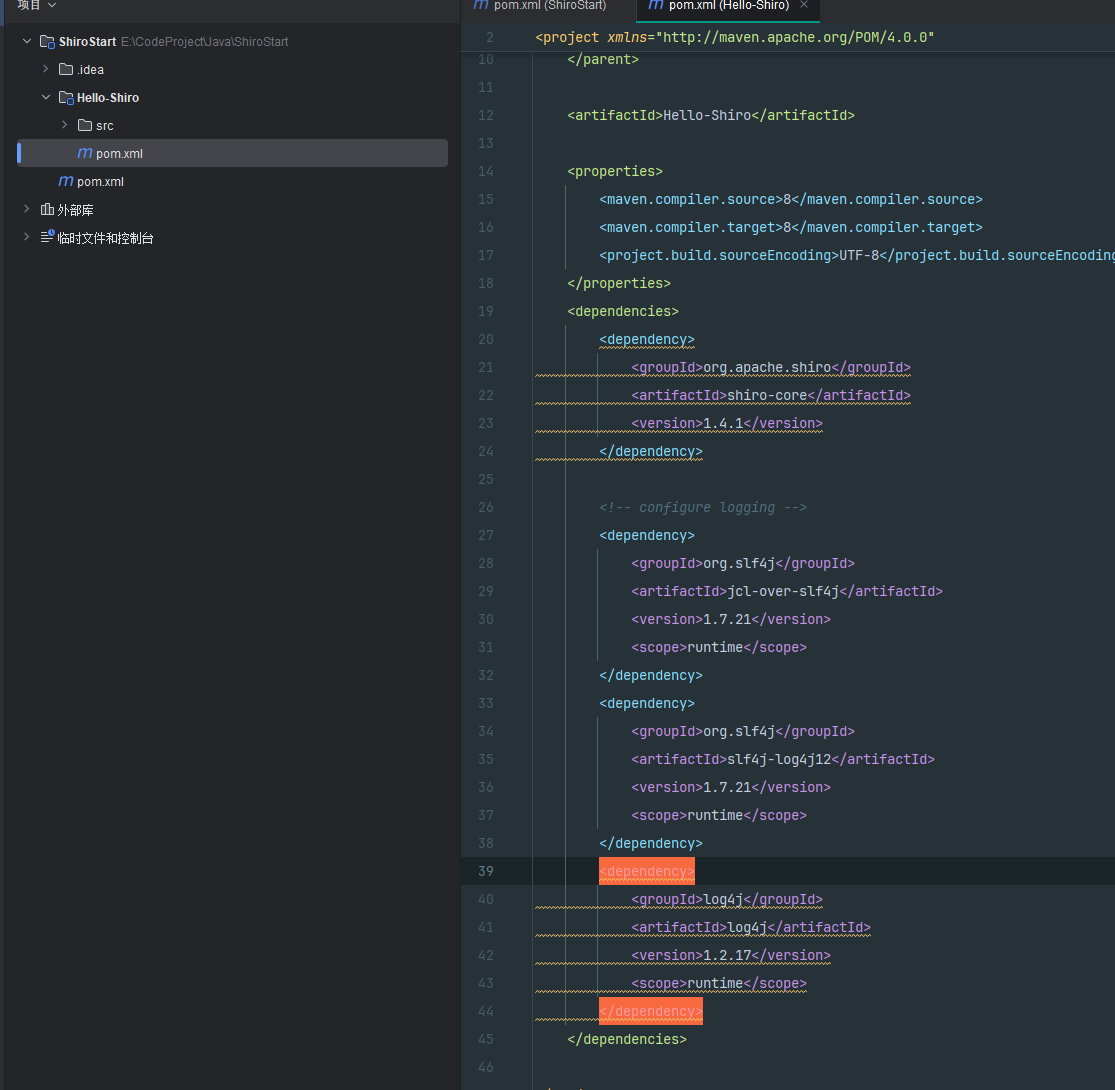 项目
ShiroStart E:\CodeProject\Java\ShiroStart
.idea
Hello-Shiro
src
pom.xml
pom.xml
外部库
临时文件和控制台
pom.xml (ShiroStart)
pom.xml (Hello-Shiro)
2 <project xmlns="http://maven.apache.org/POM/4.0.0"
10 </parent>
11
12 <artifactId>Hello-Shiro</artifactId>
13
14 <properties>
15 <maven.compiler.source>8</maven.compiler.source>
16 <maven.compiler.target>8</maven.compiler.target>
17 <project.build.sourceEncoding>UTF-8</project.build.sourceEncoding
18 </properties>
19 <dependencies>
20 <dependency>
21 <groupId>org.apache.shiro</groupId>
22 <artifactId>shiro-core</artifactId>
23 <version>1.4.1</version>
24 </dependency>
25
26 <!-- configure logging -->
27 <dependency>
28 <groupId>org.slf4j</groupId>
29 <artifactId>jcl-over-slf4j</artifactId>
30 <version>1.7.21</version>
31 <scope>runtime</scope>
32 </dependency>
33 <dependency>
34 <groupId>org.slf4j</groupId>
35 <artifactId>slf4j-log4j12</artifactId>
36 <version>1.7.21</version>
37 <scope>runtime</scope>
38 </dependency>
39 <dependency>
40 <groupId>log4j</groupId>
41 <artifactId>log4j</artifactId>
42 <version>1.2.17</version>
43 <scope>runtime</scope>
44 </dependency>
45 </dependencies>
46